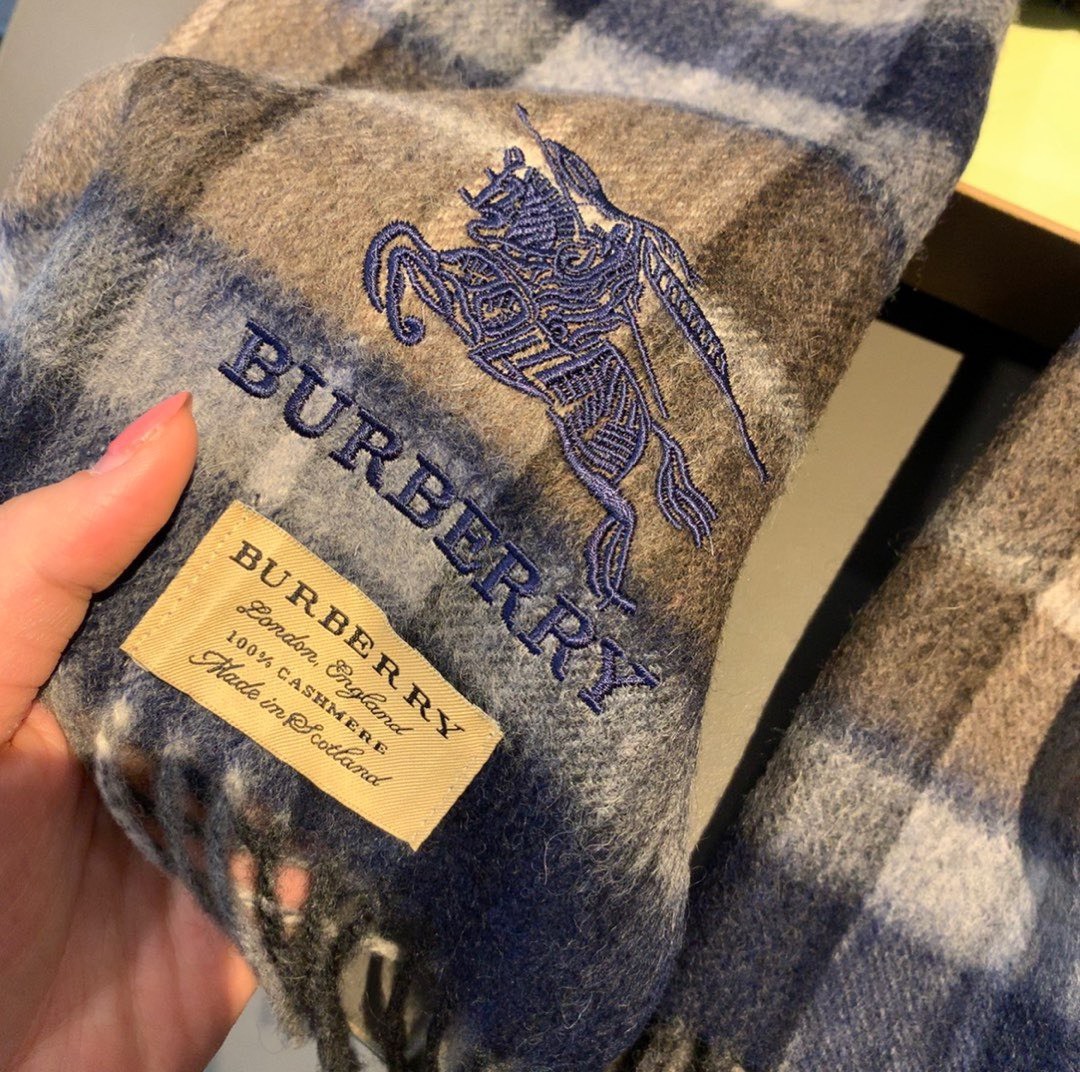 BURBERRY
BURBERRY
London, England
100% CASHMERE
Made in Scotland